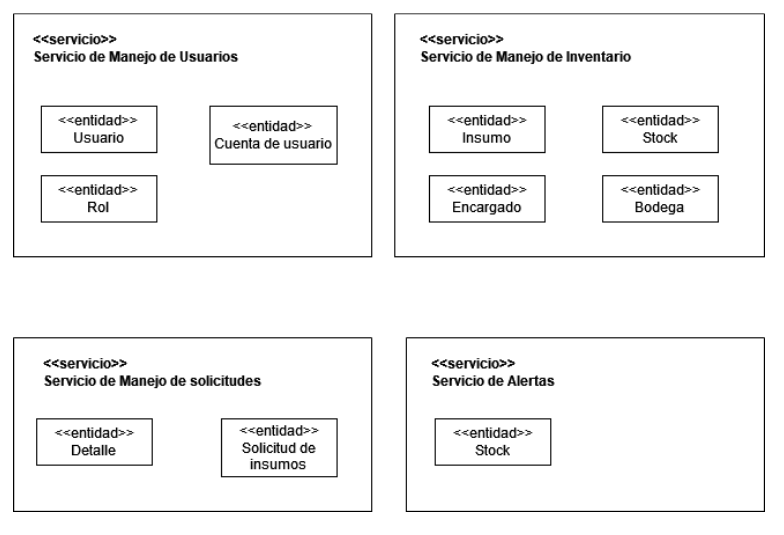 <<servicio>>
Servicio de Manejo de Usuarios
<<entidad>>
Usuario
<<entidad>>
Cuenta de usuario
<<entidad>>
Rol
<<servicio>>
Servicio de Manejo de Inventario
<<entidad>>
Insumo
<<entidad>>
Stock
<<entidad>>
Encargado
<<entidad>>
Bodega
<<servicio>>
Servicio de Manejo de solicitudes
<<entidad>>
Detalle
<<entidad>>
Solicitud de
insumos
<<servicio>>
Servicio de Alertas
<<entidad>>
Stock